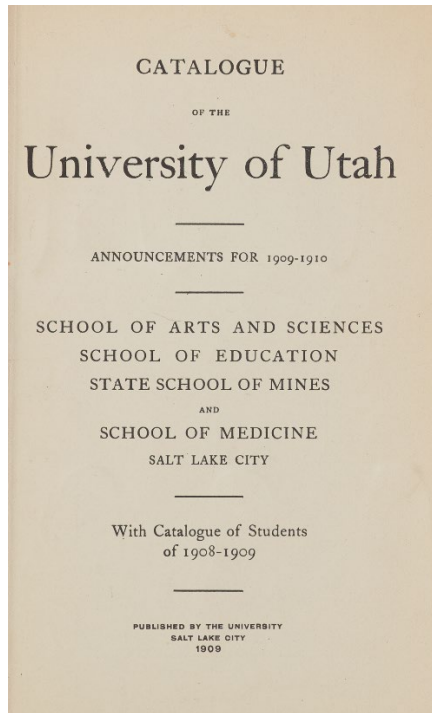 CATALOGUE
OF THE
University of Utah
ANNOUNCEMENTS FOR 1909-1910
SCHOOL OF ARTS AND SCIENCES
SCHOOL OF EDUCATION
STATE SCHOOL OF MINES
AND
SCHOOL OF MEDICINE
SALT LAKE CITY
With Catalogue of Students
of 1908-1909
PUBLISHED BY THE UNIVERSITY
SALT LAKE CITY
1909